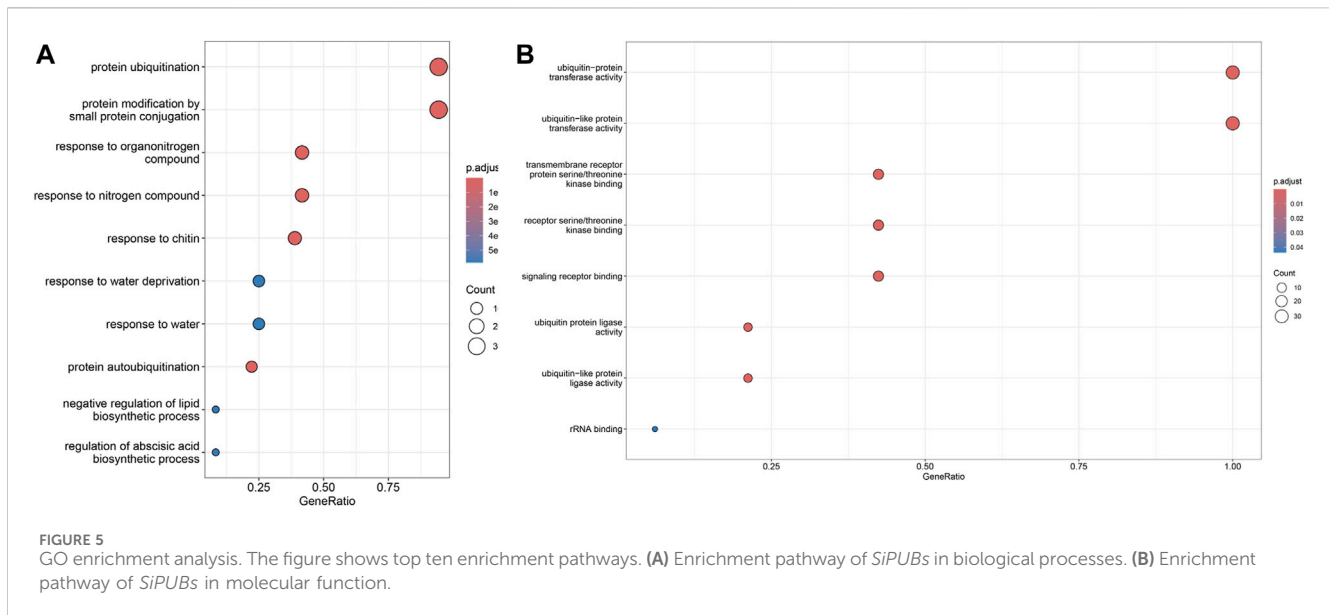 A
protein ubiquitination
protein modification by
small protein conjugation
response to organonitrogen
compound
response to nitrogen compound
response to chitin
response to water deprivation
response to water
protein autoubiquitination
negative regulation of lipid
biosynthetic process
regulation of abscisic acid
biosynthetic process
0.25
0.50
0.75
GeneRatio
p.adjus
1e
2e
3e
4e
5e
Count
1
2
3
B
ubiquitin-protein
transferase activity
ubiquitin-like protein
transferase activity
transmembrane receptor
protein serine/threonine
kinase binding
receptor serine/threonine
kinase binding
signaling receptor binding
ubiquitin protein ligase
activity
ubiquitin-like protein
ligase activity
rRNA binding
0.25
0.50
0.75
1.00
GeneRatio
p.adjust
0.01
0.02
0.03
0.04
Count
10
20
30
FIGURE 5
GO enrichment analysis. The figure shows top ten enrichment pathways. (A) Enrichment pathway of SiPUBs in biological processes. (B) Enrichment
pathway of SiPUBs in molecular function.